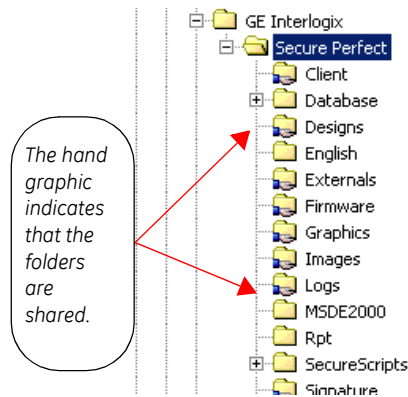 GE Interlogix
Secure Perfect
Client
Database
Designs
English
Externals
Firmware
Graphics
Images
Logs
MSDE2000
Rpt
SecureScripts
Signature
The hand
graphic
indicates
that the
folders
are
shared.